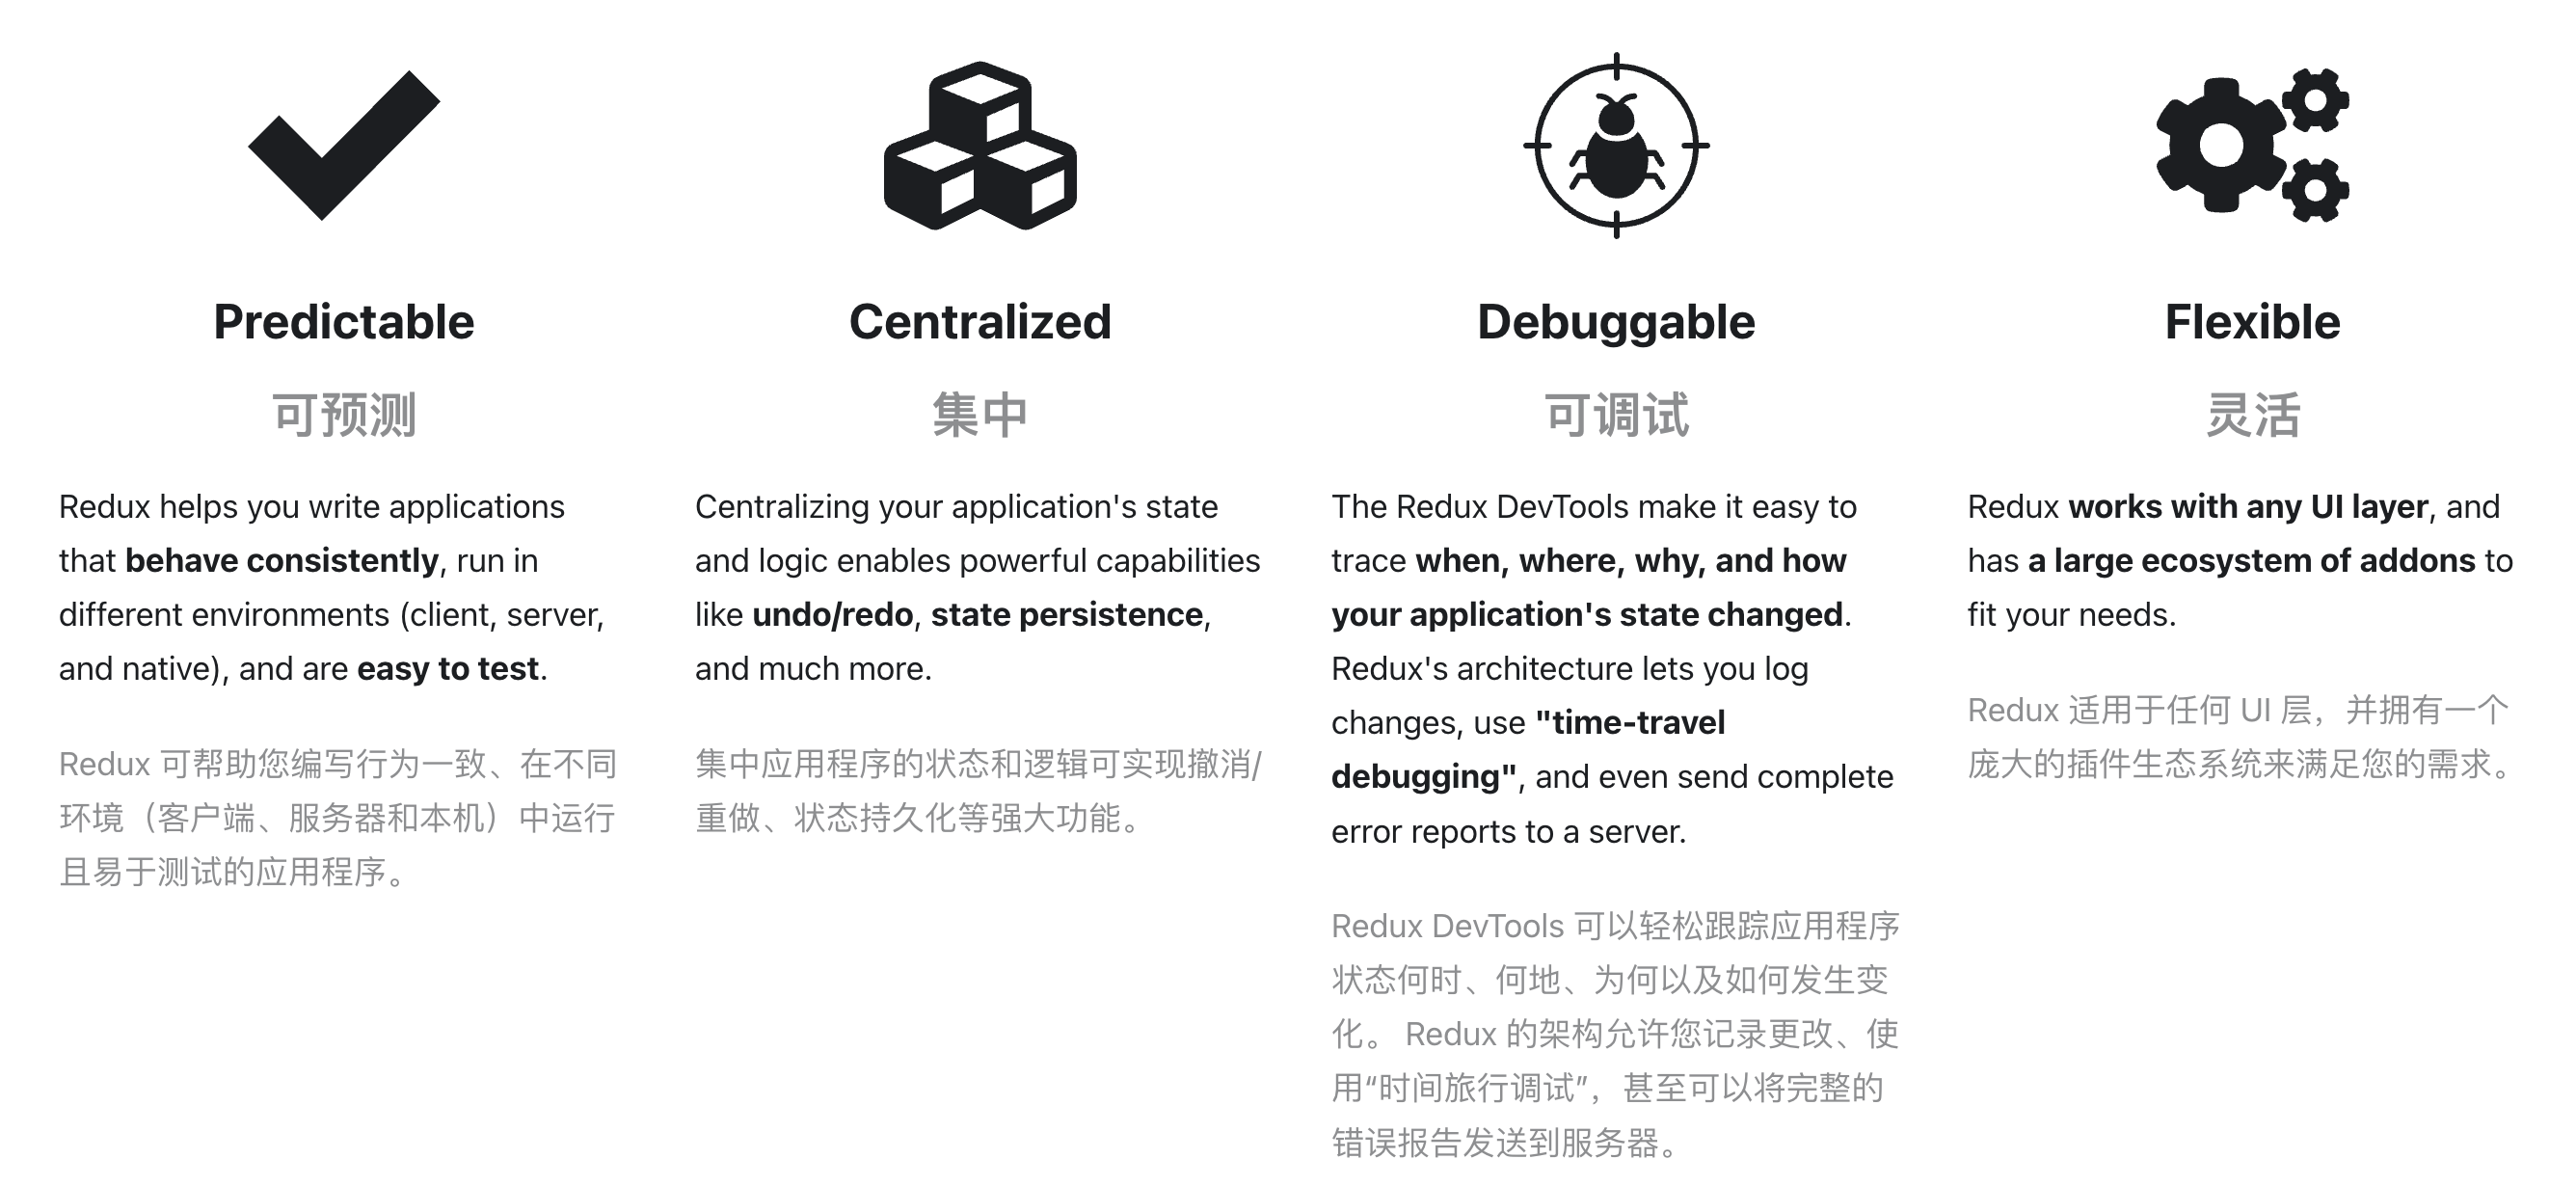 Predictable
可预测
Redux helps you write applications
that behave consistently, run in
different environments (client, server,
and native), and are easy to test.
Redux 可帮助您编写行为一致、在不同
环境（客户端、服务器和本机）中运行
且易于测试的应用程序。
Centralized
集中
Centralizing your application's state
and logic enables powerful capabilities
like undo/redo, state persistence,
and much more.
集中应用程序的状态和逻辑可实现撤消/
重做、状态持久化等强大功能。
Debuggable
可调试
The Redux DevTools make it easy to
trace when, where, why, and how
your application's state changed.
Redux's architecture lets you log
changes, use "time-travel
debugging", and even send complete
error reports to a server.
Redux DevTools 可以轻松跟踪应用程序
状态何时、何地、为何以及如何发生变
化。 Redux 的架构允许您记录更改、使
用“时间旅行调试”，甚至可以将完整的
错误报告发送到服务器。
Flexible
灵活
Redux works with any UI layer, and
has a large ecosystem of addons to
fit your needs.
Redux 适用于任何 UI 层，并拥有一个
庞大的插件生态系统来满足您的需求。